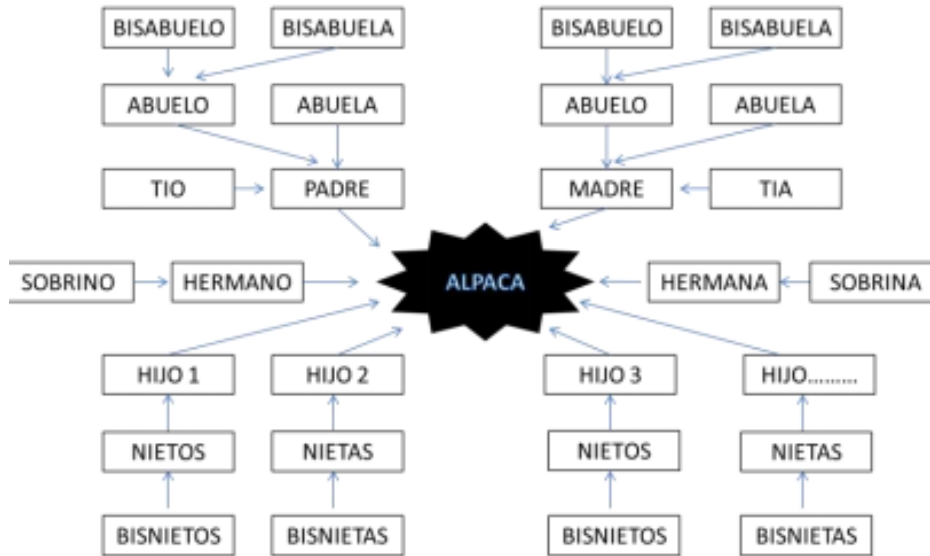 BISABUELO
BISABUELA
BISABUELO
BISABUELA
ABUELO
ABUELA
ABUELO
ABUELA
TIO
PADRE
MADRE
TIA
SOBRINO
HERMANO
ALPACA
HERMANA
SOBRINA
HIJO 1
HIJO 2
HIJO 3
HIJO.........
NIETOS
NIETAS
NIETOS
NIETAS
BISNIETOS
BISNIETAS
BISNIETOS
BISNIETAS